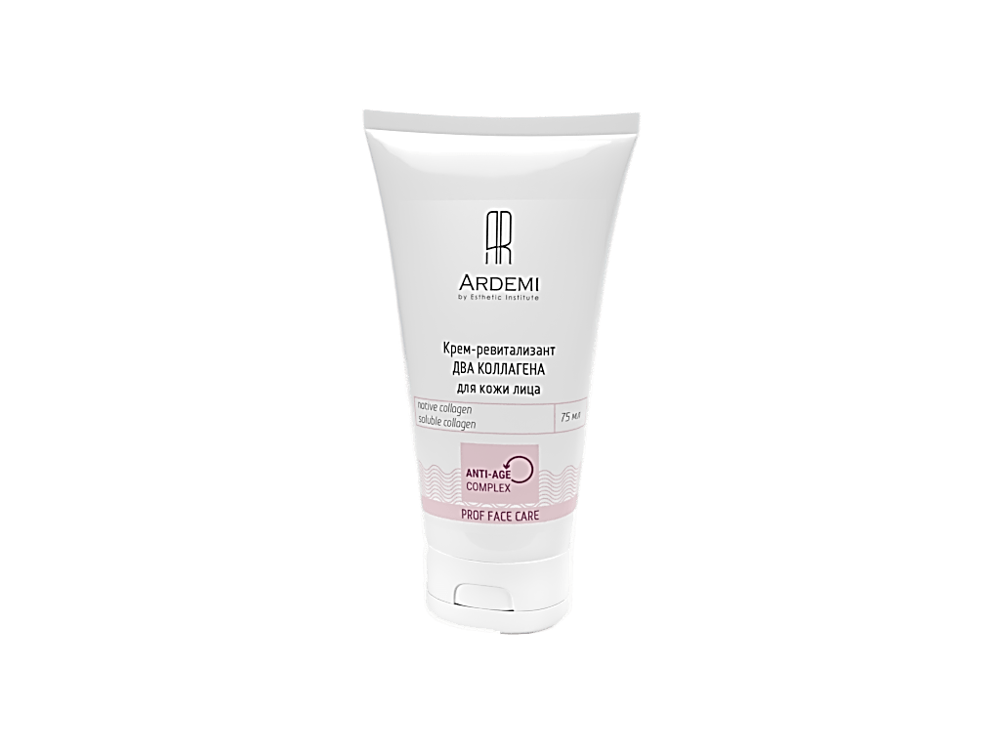 AR
ARDEMI
by Esthetic Institute
Крем-ревитализант
ДВА КОЛЛАГЕНА
для кожи лица
native collagen
soluble collagen
75 мл
ANTI-AGE
COMPLEX
PROF FACE CARE